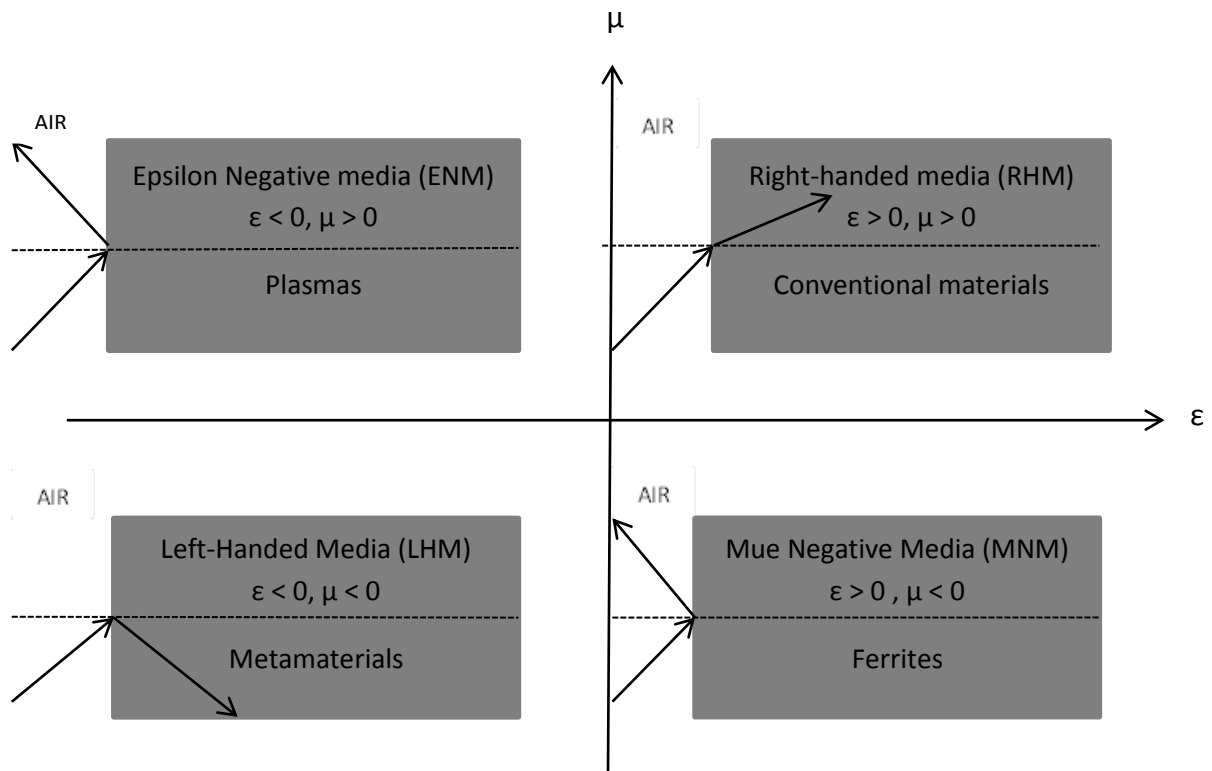 μ
AIR
Epsilon Negative media (ENM)
ε < 0, μ > 0
Plasmas
AIR
Right-handed media (RHM)
ε > 0, μ > 0
Conventional materials
ε
AIR
Left-Handed Media (LHM)
ε < 0, μ < 0
Metamaterials
AIR
Mue Negative Media (MNM)
ε > 0 , μ < 0
Ferrites